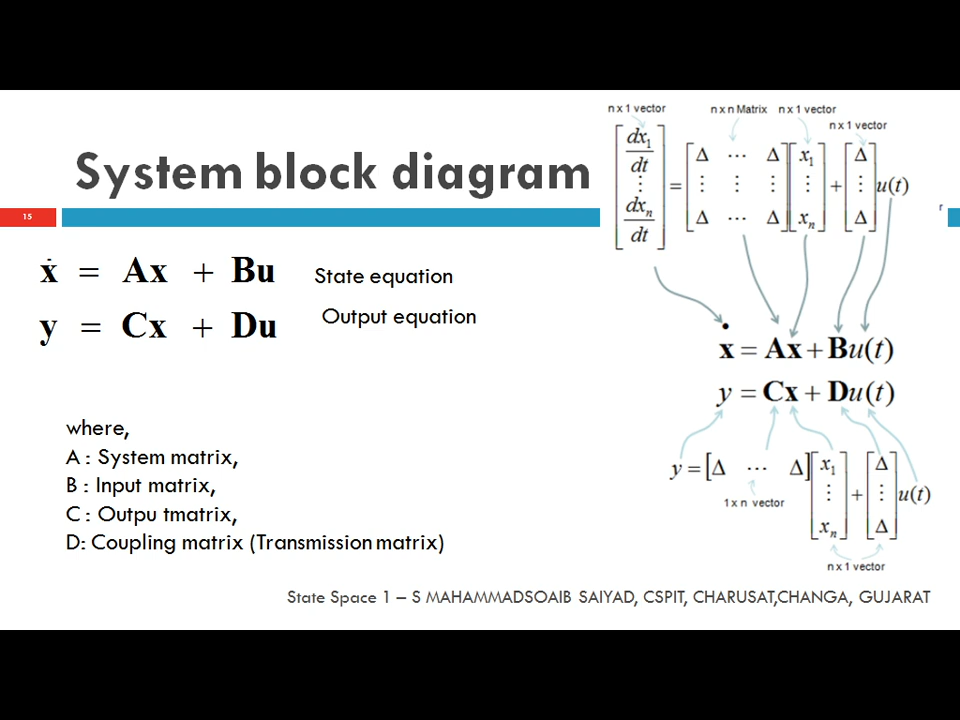 System block diagram
15
ẋ = Ax + Bu State equation
y = Cx + Du Output equation
where,
A : System matrix,
B : Input matrix,
C : Outpu tmatrix,
D: Coupling matrix (Transmission matrix)
n x 1 vector n x n Matrix n x 1 vector
n x 1 vector
[dx₁/dt ⋮ dxₙ/dt] = [Δ ⋯ Δ ⋮ ⋮ ⋮ Δ ⋯ Δ] [x₁ ⋮ xₙ] + [Δ ⋮ Δ] u(t)
r
ẋ = Ax + Bu(t)
y = Cx + Du(t)
y = [Δ ⋯ Δ] [x₁ ⋮ xₙ] + [Δ ⋮ Δ] u(t)
1 x n vector
n x 1 vector
State Space 1 – S MAHAMMADSOAIB SAIYAD, CSPIT, CHARUSAT,CHANGA, GUJARAT